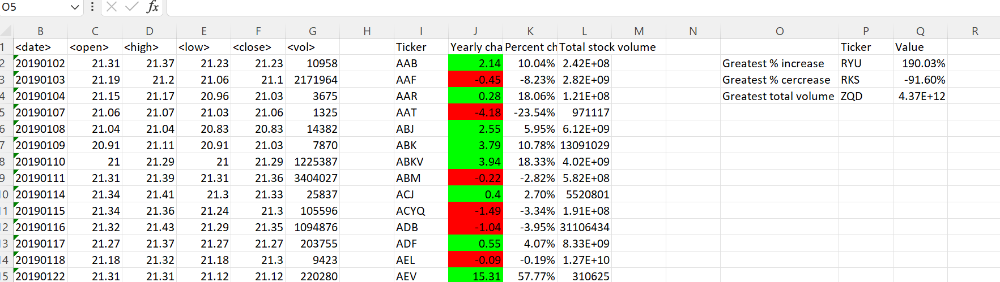 O5 fx
B C D E F G H I J K L M N O P Q R
1 <date> <open> <high> <low> <close> <vol> Ticker Yearly cha Percent ch Total stock volume Ticker Value
2 20190102 21.31 21.37 21.23 21.23 10958 AAB 2.14 10.04% 2.42E+08 Greatest % increase RYU 190.03%
3 20190103 21.19 21.2 21.06 21.1 2171964 AAF -0.45 -8.23% 2.82E+09 Greatest % cercrease RKS -91.60%
4 20190104 21.15 21.17 20.96 21.03 3675 AAR 0.28 18.06% 1.21E+08 Greatest total volume ZQD 4.37E+12
5 20190107 21.06 21.07 21.03 21.06 1325 AAT -4.18 -23.54% 971117
6 20190108 21.04 21.04 20.83 20.83 14382 ABJ 2.55 5.95% 6.12E+09
7 20190109 20.91 21.11 20.91 21.03 7870 ABK 3.79 10.78% 13091029
8 20190110 21 21.29 21 21.29 1225387 ABKV 3.94 18.33% 4.02E+09
9 20190111 21.31 21.39 21.31 21.36 3404027 ABM -0.22 -2.82% 5.82E+08
10 20190114 21.34 21.41 21.3 21.33 25837 ACJ 0.4 2.70% 5520801
11 20190115 21.34 21.36 21.24 21.3 105596 ACYQ -1.49 -3.34% 1.91E+08
12 20190116 21.32 21.43 21.29 21.35 1094876 ADB -1.04 -3.95% 31106434
13 20190117 21.27 21.37 21.27 21.27 203755 ADF 0.55 4.07% 8.33E+09
14 20190118 21.18 21.32 21.18 21.3 9423 AEL -0.09 -0.19% 1.27E+10
15 20190122 21.31 21.31 21.12 21.12 220280 AEV 15.31 57.77% 310625